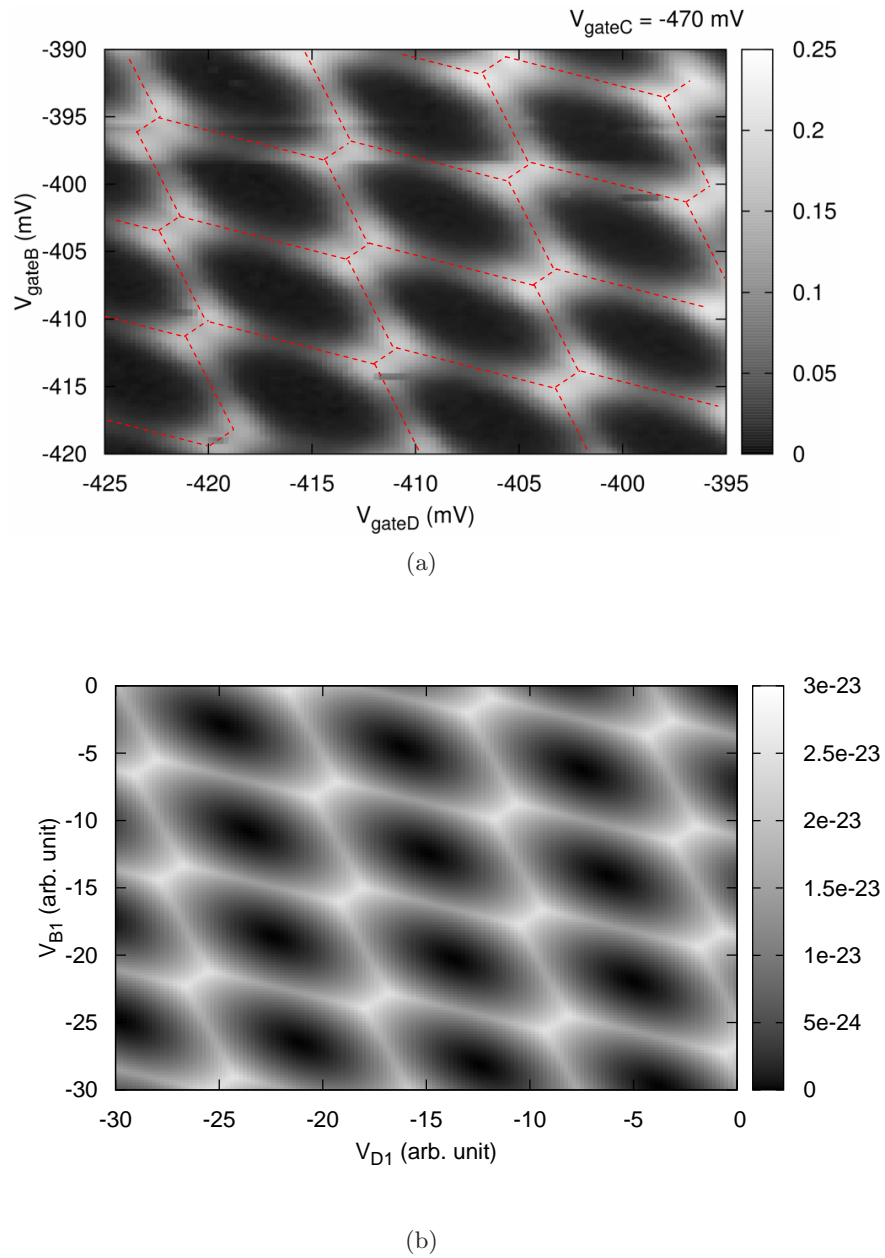 V_gateC = -470 mV
-390
-395
-400
-405
-410
-415
-420
V_gateB (mV)
-425
-420
-415
-410
-405
-400
-395
V_gateD (mV)
0.25
0.2
0.15
0.1
0.05
0
(a)
0
-5
-10
-15
-20
-25
-30
V_B1 (arb. unit)
-30
-25
-20
-15
-10
-5
0
V_D1 (arb. unit)
3e-23
2.5e-23
2e-23
1.5e-23
1e-23
5e-24
0
(b)